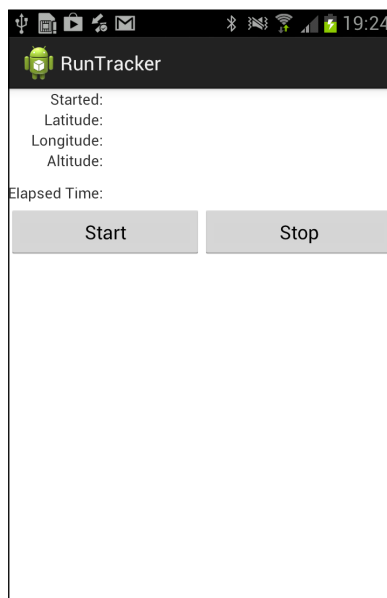 19:24
RunTracker
Started:
Latitude:
Longitude:
Altitude:
Elapsed Time:
Start Stop